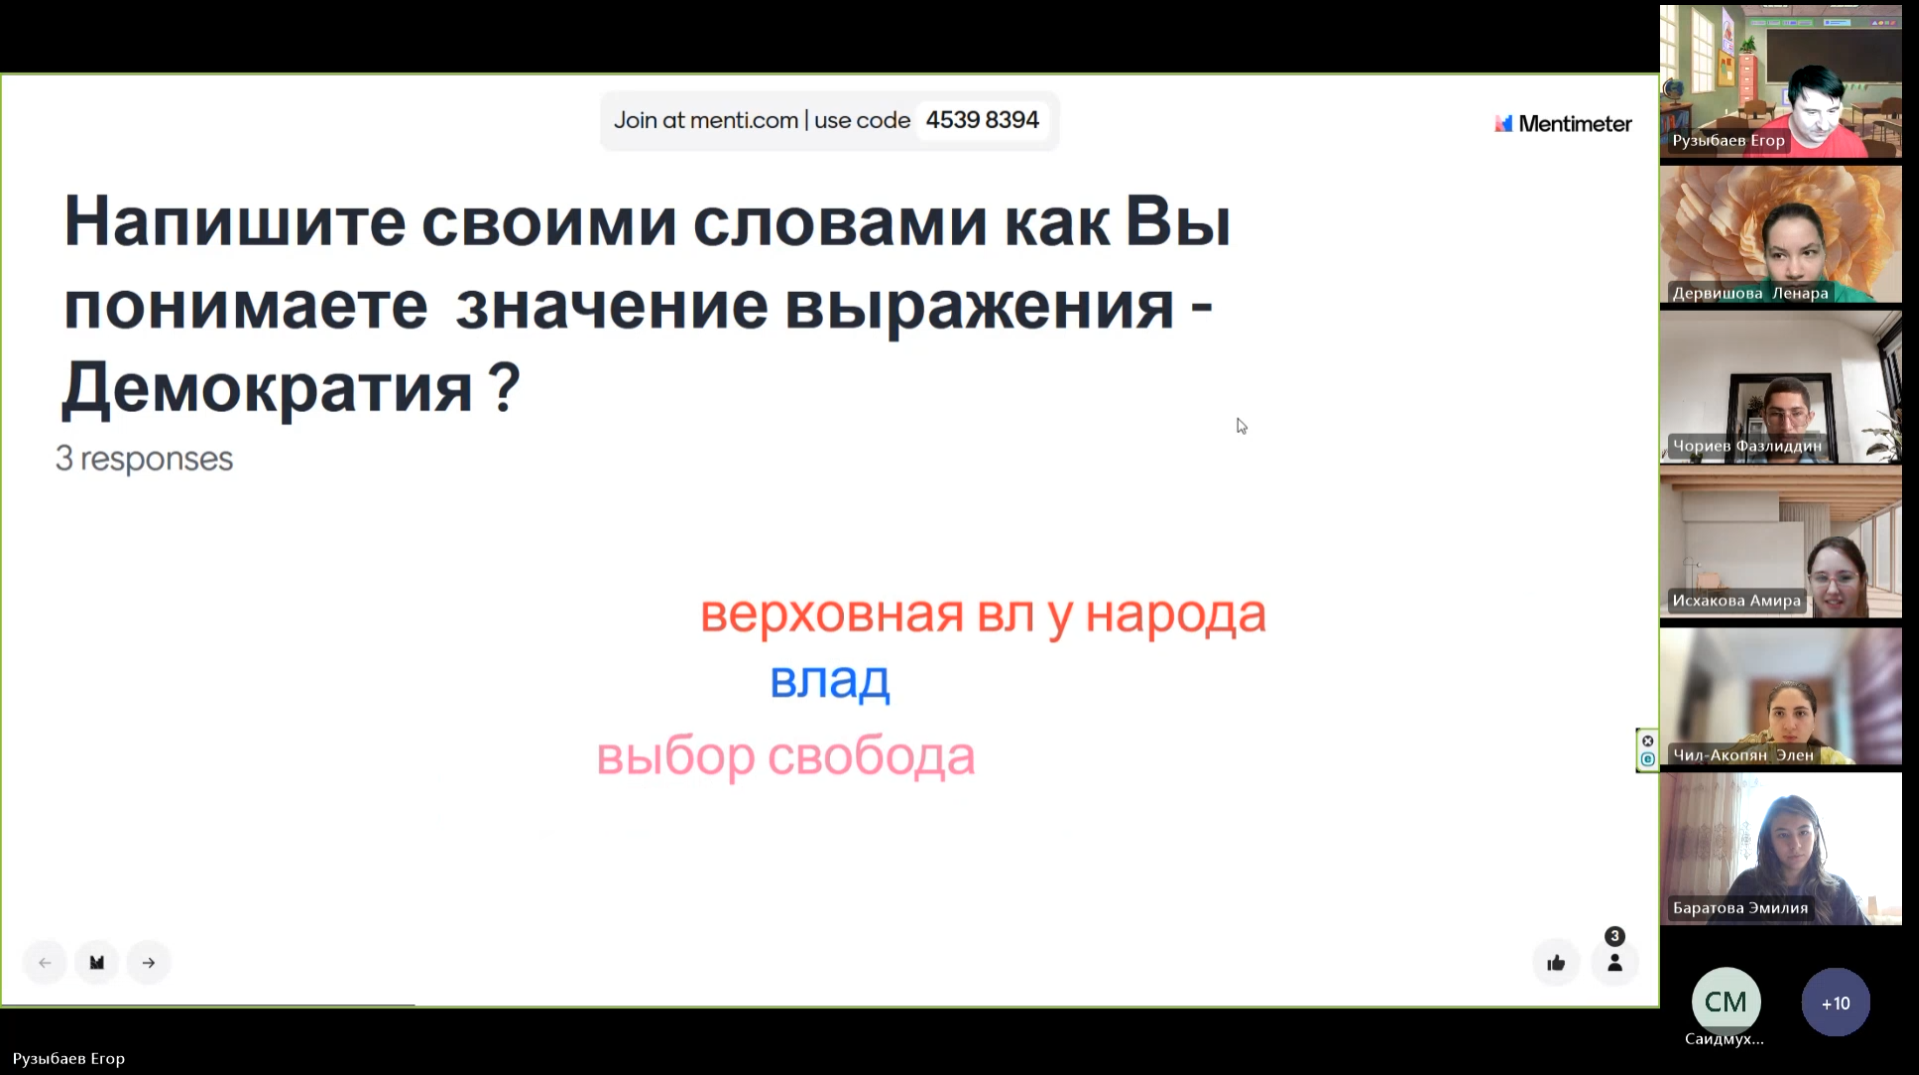 Join at menti.com | use code 4539 8394
Mentimeter
Напишите своими словами как Вы
понимаете значение выражения -
Демократия ?
3 responses
верховная вл у народа
влад
выбор свобода
3
Рузыбаев Егор
Дервишова Ленара
Чориев Фазлиддин
Исхакова Амира
Чил-Акопян Элен
Баратова Эмилия
СМ
+10
Саидмух...
Рузыбаев Егор